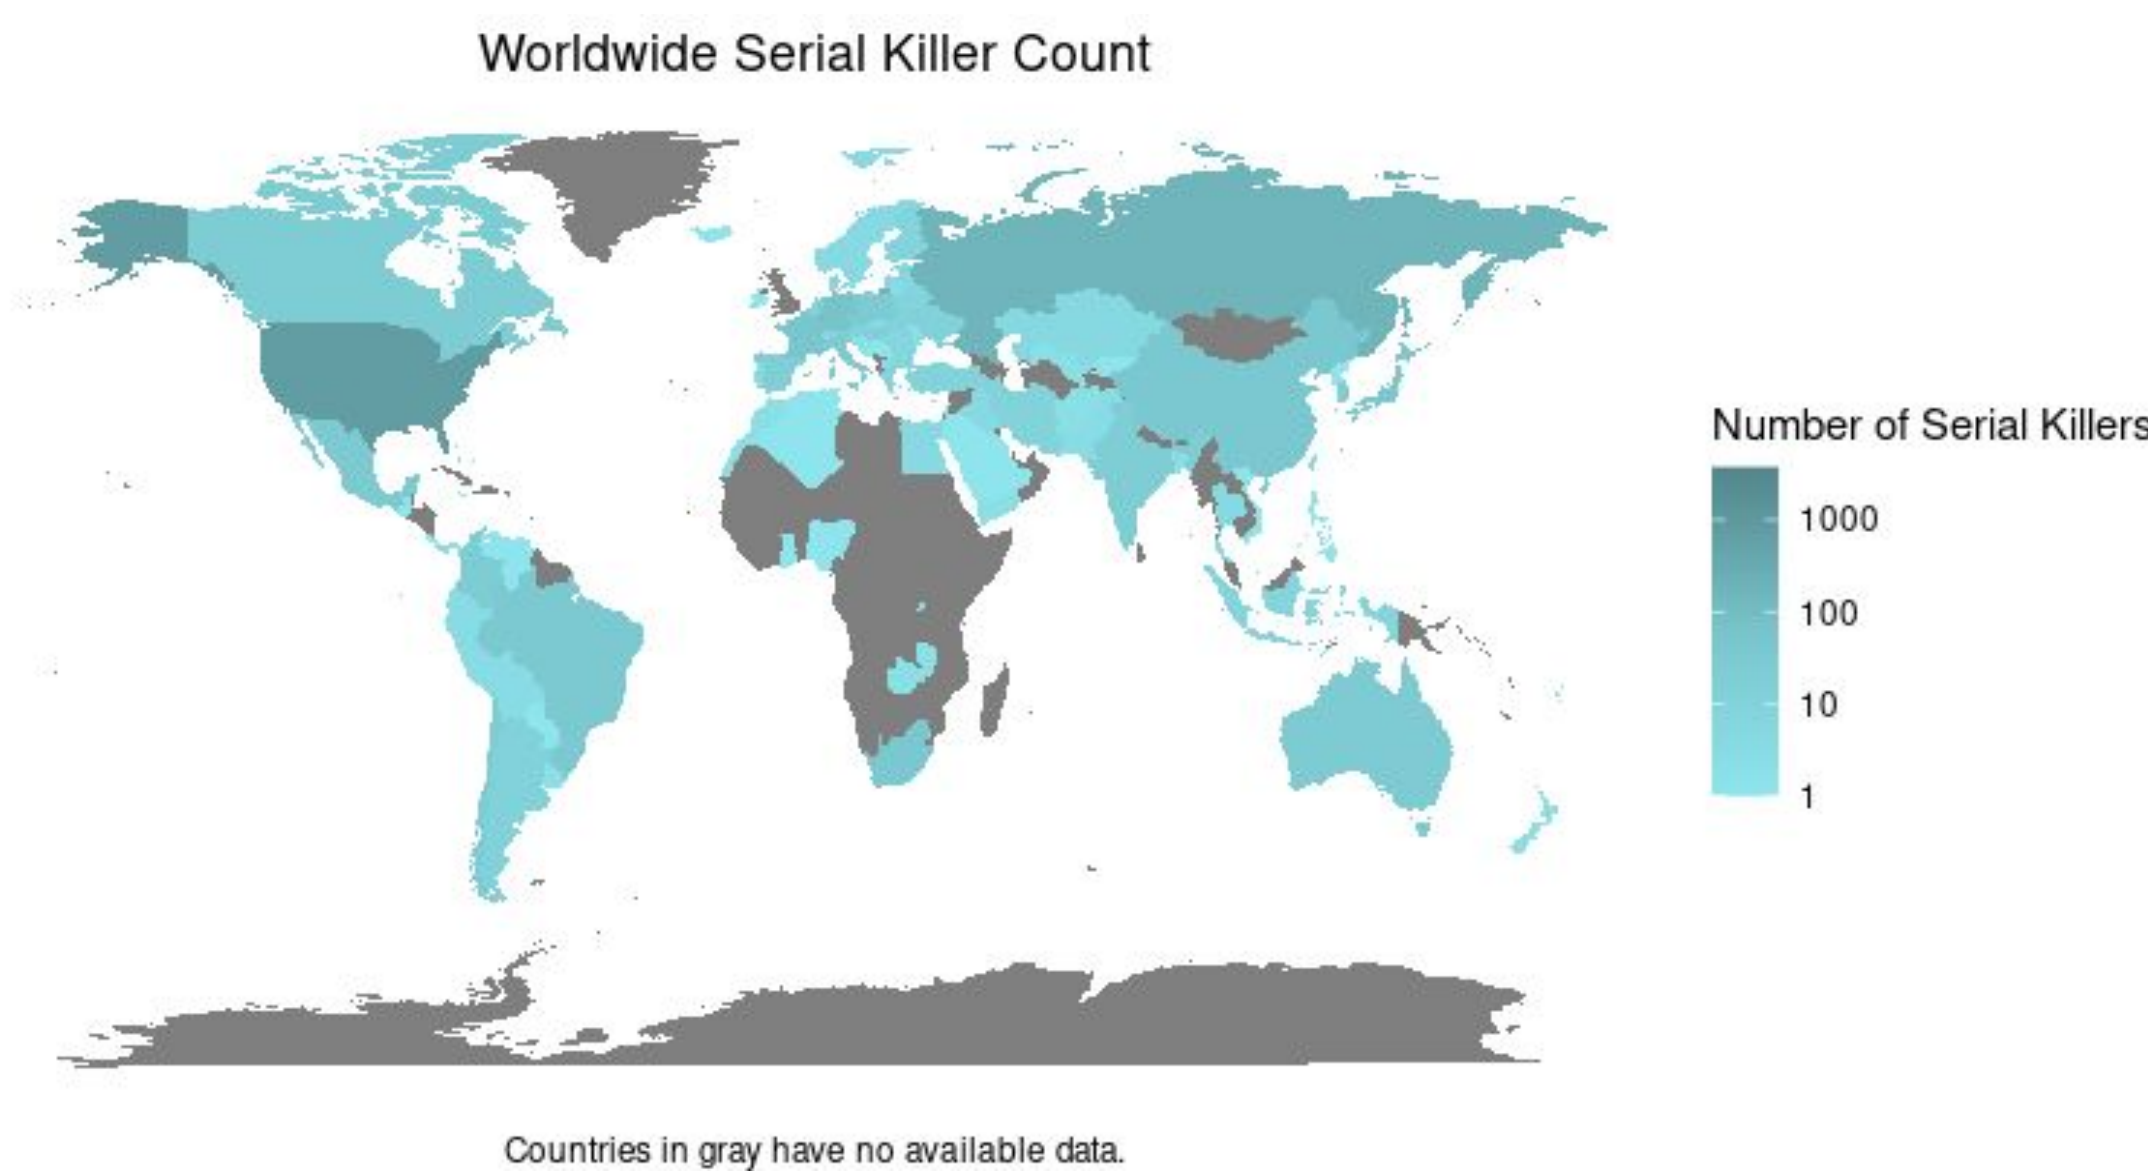 Worldwide Serial Killer Count
Number of Serial Killers
1000
100
10
1
Countries in gray have no available data.